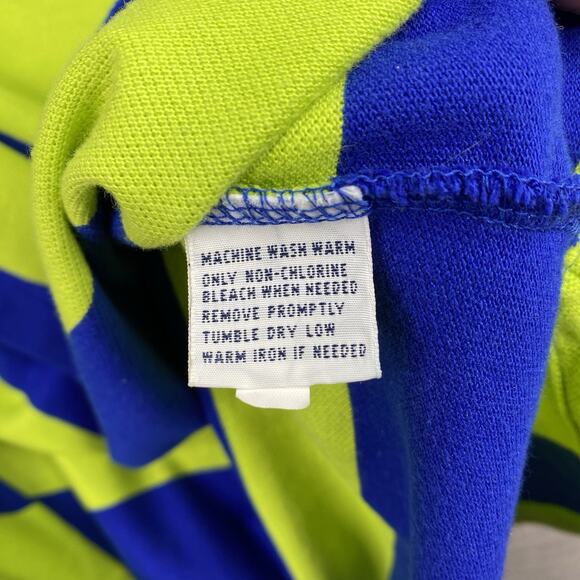 MACHINE WASH WARM
ONLY NON-CHLORINE
BLEACH WHEN NEEDED
REMOVE PROMPTLY
TUMBLE DRY LOW
WARM IRON IF NEEDED